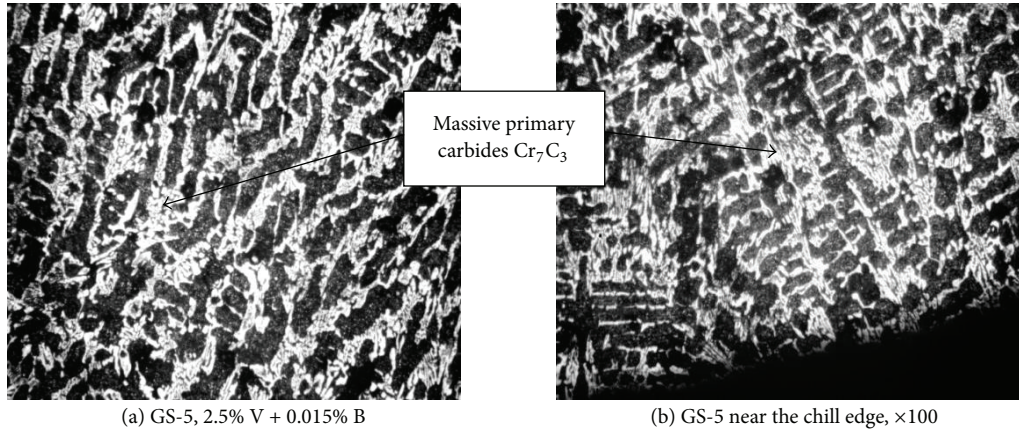 Massive primary
carbides Cr₇C₃
(a) GS-5, 2.5% V + 0.015% B
(b) GS-5 near the chill edge, ×100